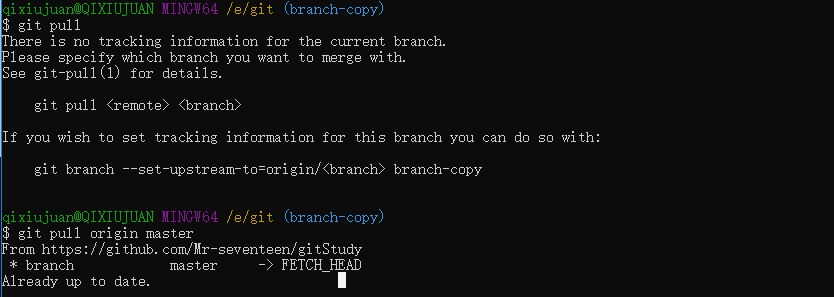 qixiujuan@QIXIUJUAN MINGW64 /e/git (branch-copy)
$ git pull
There is no tracking information for the current branch.
Please specify which branch you want to merge with.
See git-pull(1) for details.

    git pull <remote> <branch>

If you wish to set tracking information for this branch you can do so with:

    git branch --set-upstream-to=origin/<branch> branch-copy

qixiujuan@QIXIUJUAN MINGW64 /e/git (branch-copy)
$ git pull origin master
From https://github.com/Mr-seventeen/gitStudy
 * branch            master     -> FETCH_HEAD
Already up to date.